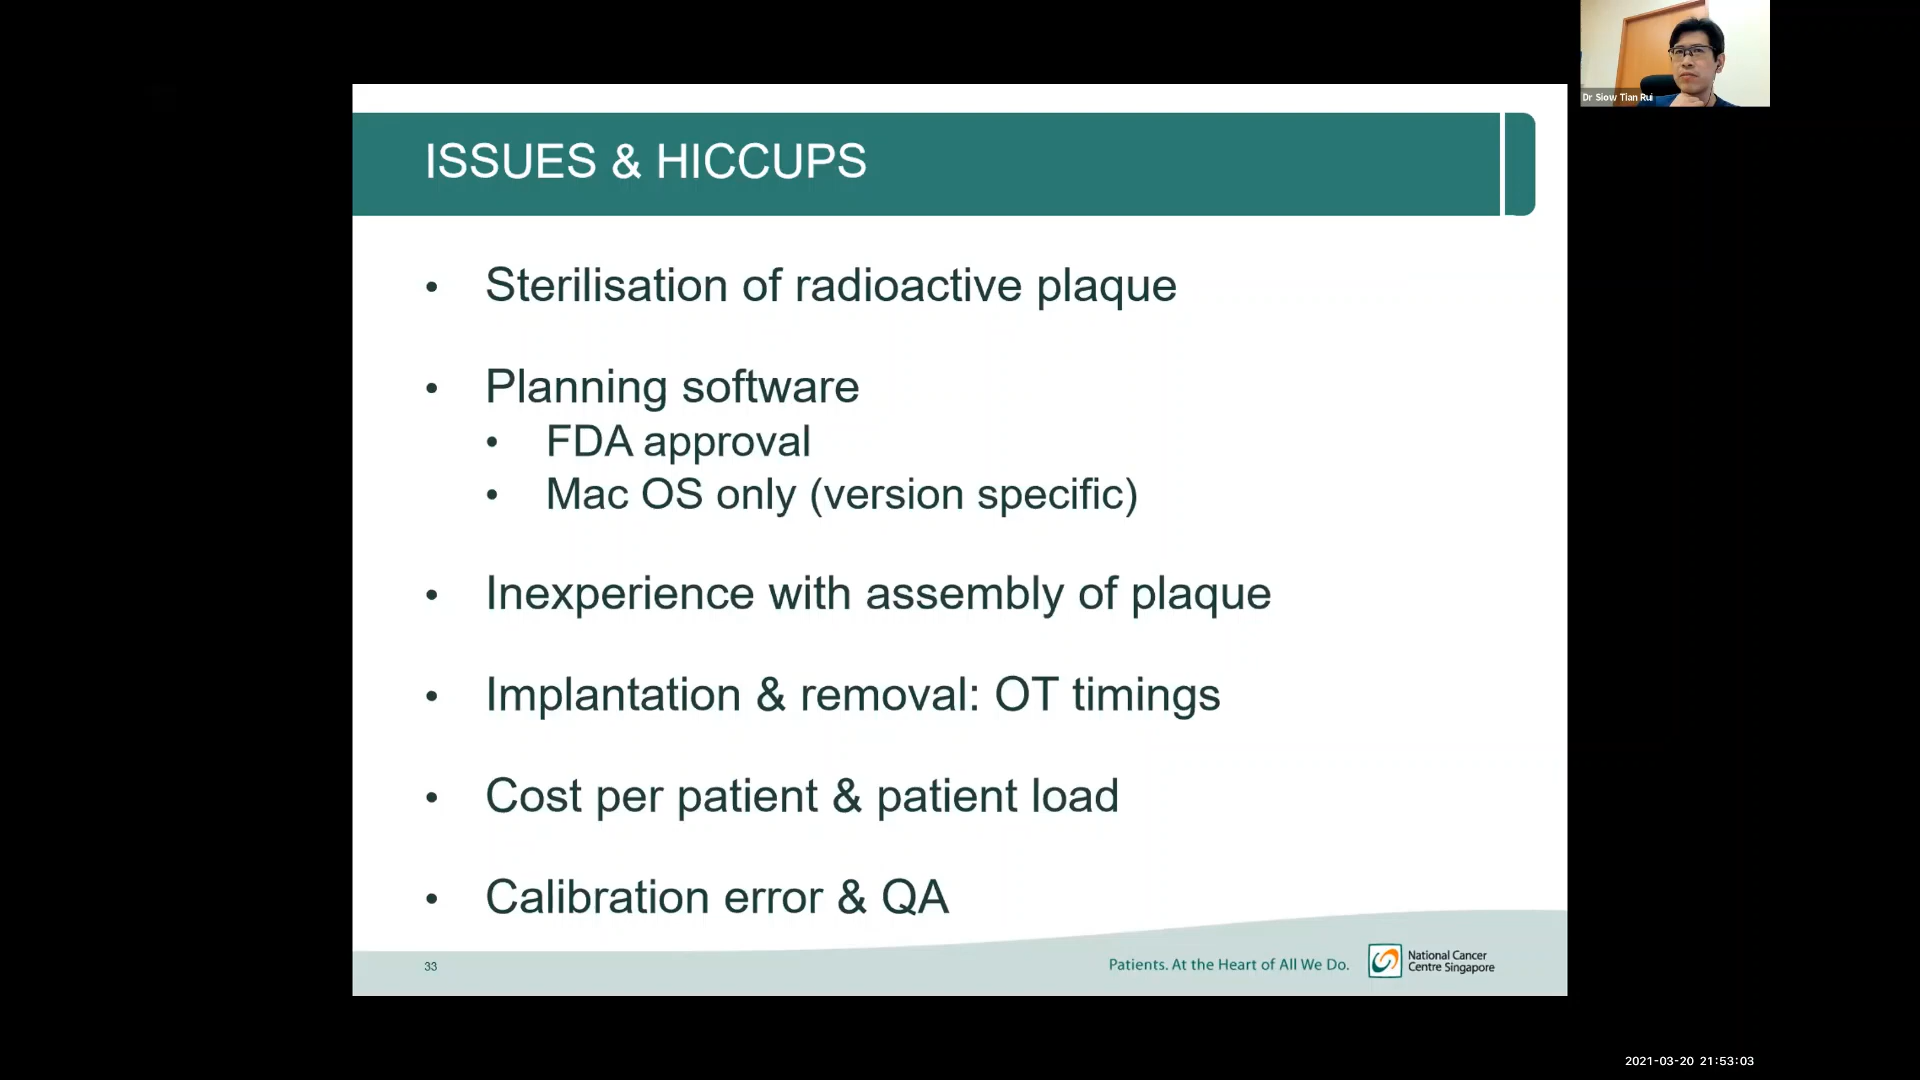 Dr Siow Tian Rui
ISSUES & HICCUPS
• Sterilisation of radioactive plaque
• Planning software
• FDA approval
• Mac OS only (version specific)
• Inexperience with assembly of plaque
• Implantation & removal: OT timings
• Cost per patient & patient load
• Calibration error & QA
33
Patients. At the Heart of All We Do.
National Cancer
Centre Singapore
2021-03-20 21:53:03